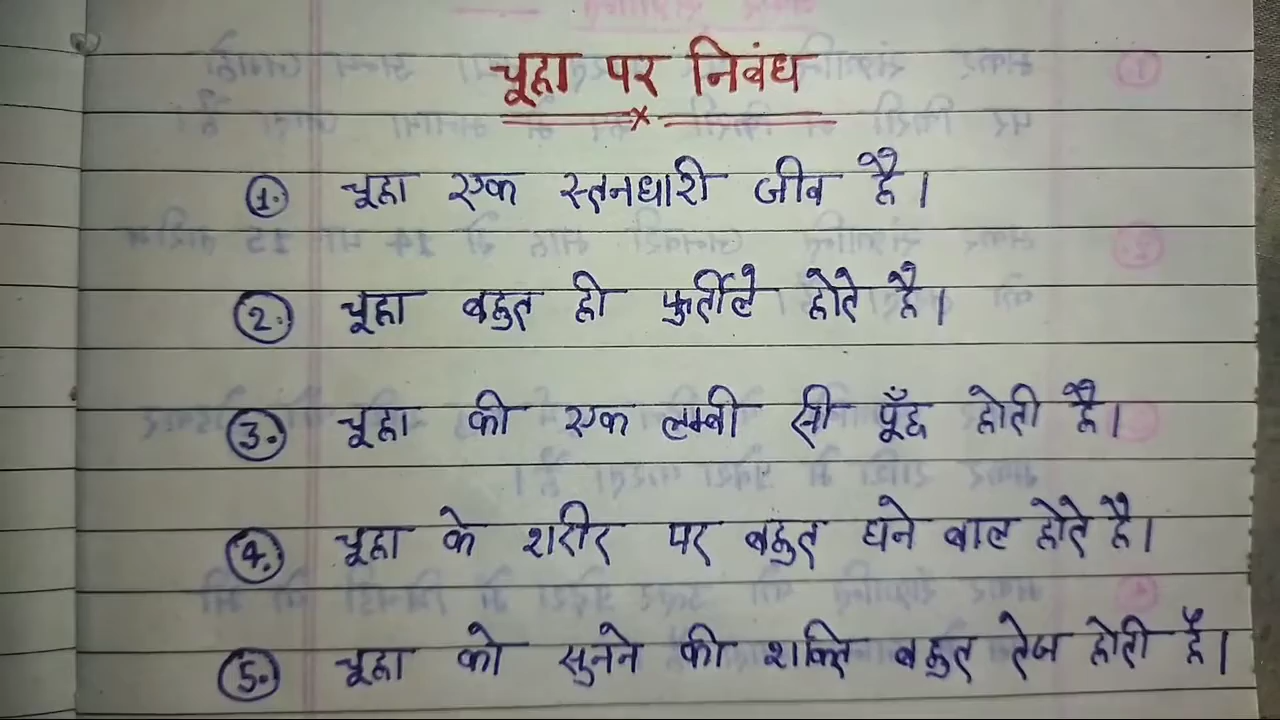 चूहा पर निबंध
1. चूहा एक स्तनधारी जीव है।
2. चूहा बहुत ही फुर्तीले होते है।
3. चूहा की एक लम्बी सी पूँछ होती है।
4. चूहा के शरीर पर बहुत घने बाल होते है।
5. चूहा को सुनने की शक्ति बहुत तेज होती है।